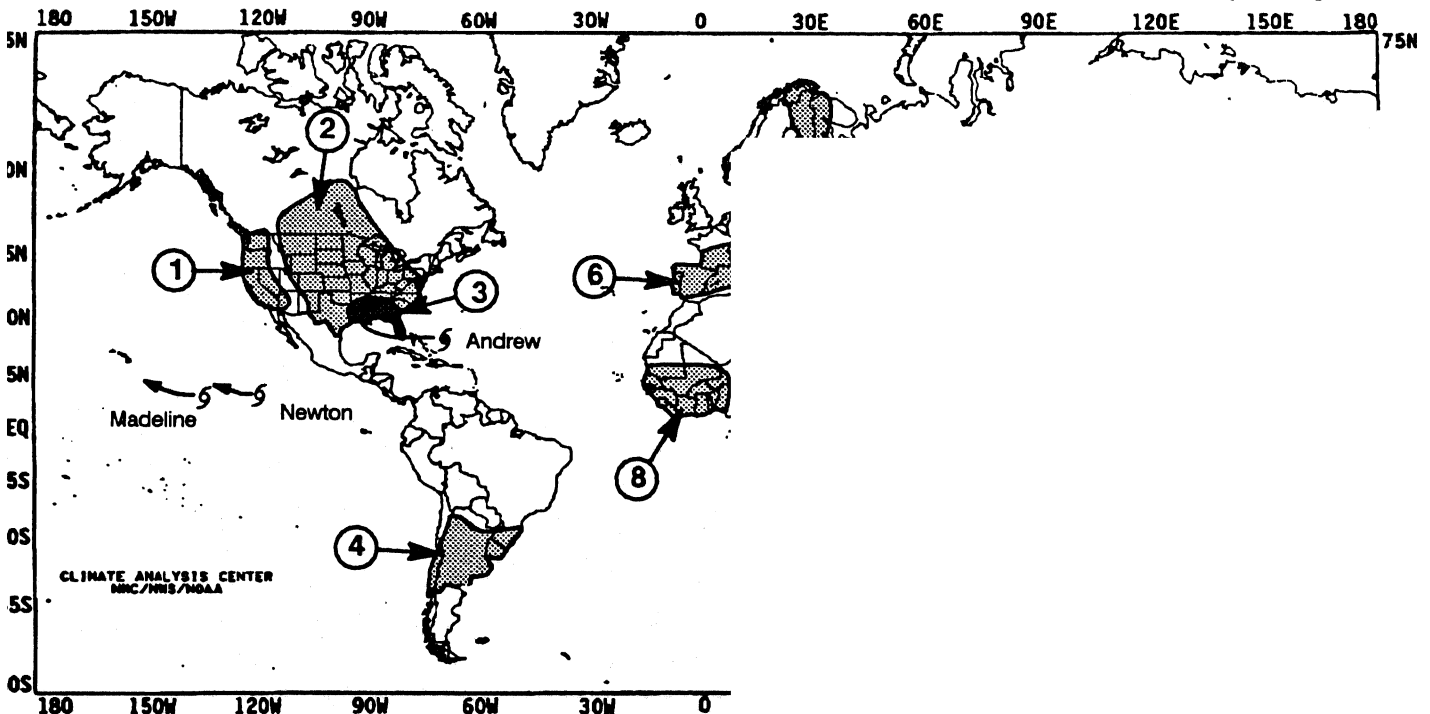 180 150W 120W 90W 60W 30W 0 30E 60E 90E 120E 150E 180
5N 75N
2
0N
5N
1 6
3
0N
Andrew
5N
Madeline Newton
EQ
8
5S
0S
4
CLIMATE ANALYSIS CENTER
NMC/NWS/NOAA
5S
0S
180 150W 120W 90W 60W 30W 0